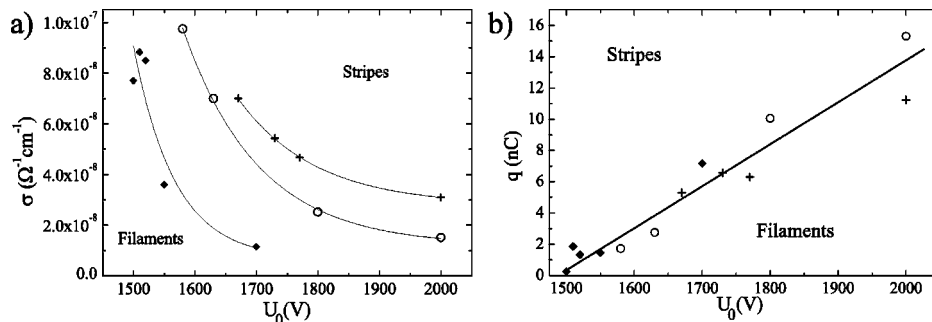 a)
1.0x10⁻⁷
8.0x10⁻⁸
6.0x10⁻⁸
4.0x10⁻⁸
2.0x10⁻⁸
0.0
σ (Ω⁻¹cm⁻¹)
Stripes
Filaments
1500 1600 1700 1800 1900 2000
U₀(V)
b)
16
14
12
10
8
6
4
2
0
q (nC)
Stripes
Filaments
1500 1600 1700 1800 1900 2000
U₀(V)